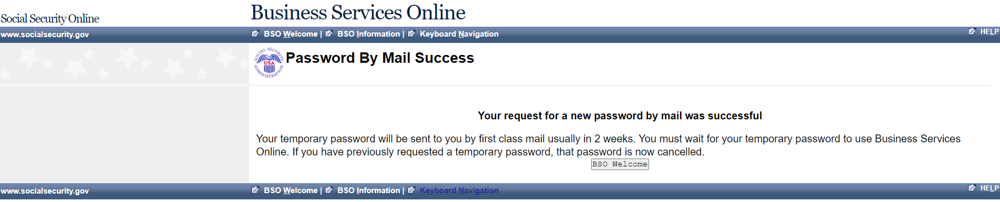 Social Security Online
Business Services Online
www.socialsecurity.gov
BSO Welcome | BSO Information | Keyboard Navigation
HELP
SOCIAL SECURITY ADMINISTRATION
USA
Password By Mail Success
Your request for a new password by mail was successful
Your temporary password will be sent to you by first class mail usually in 2 weeks. You must wait for your temporary password to use Business Services
Online. If you have previously requested a temporary password, that password is now cancelled.
BSO Welcome
www.socialsecurity.gov
BSO Welcome | BSO Information | Keyboard Navigation
HELP